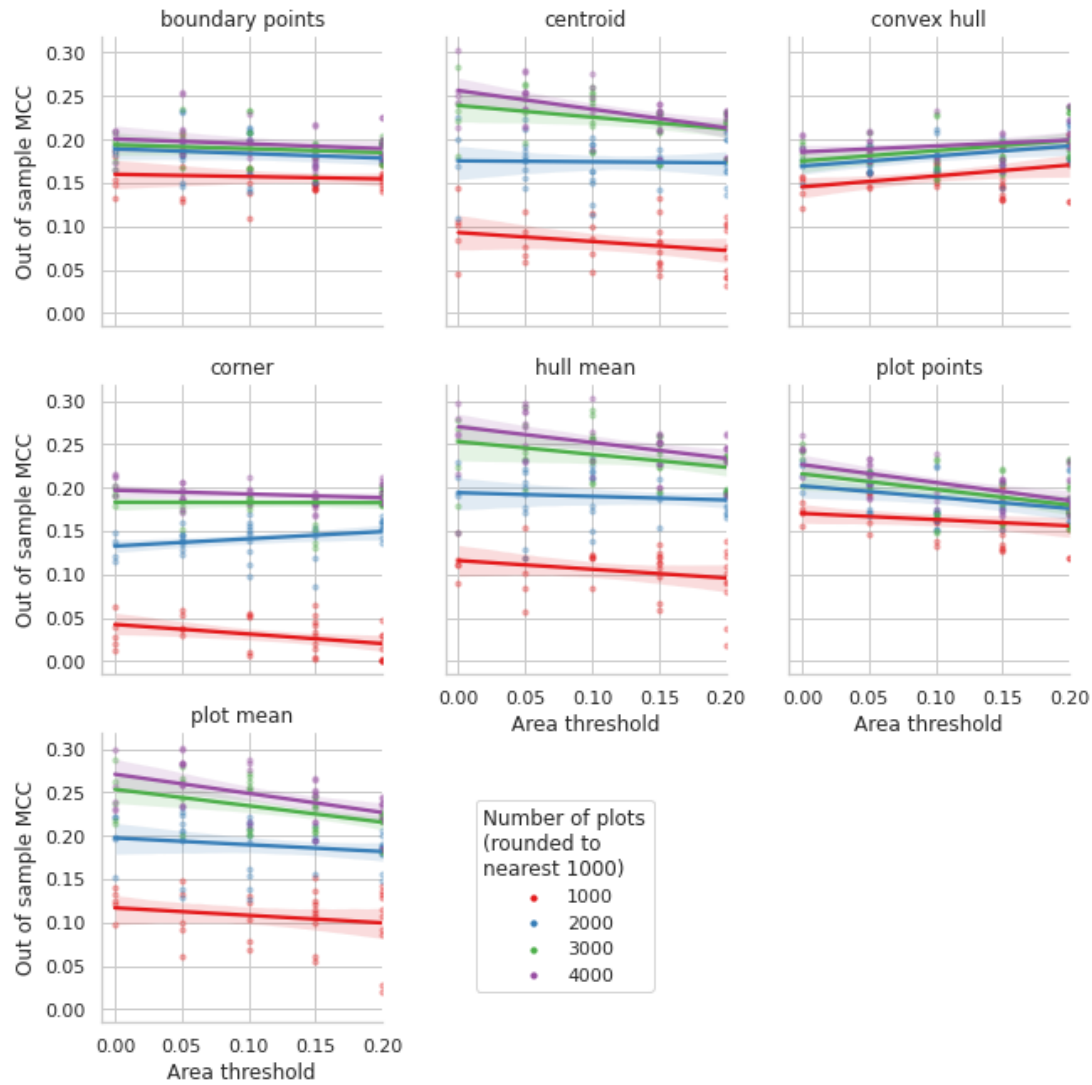 boundary points
centroid
convex hull
Out of sample MCC
0.30
0.25
0.20
0.15
0.10
0.05
0.00
corner
hull mean
plot points
Out of sample MCC
0.30
0.25
0.20
0.15
0.10
0.05
0.00
0.00 0.05 0.10 0.15 0.20
0.00 0.05 0.10 0.15 0.20
Area threshold
Area threshold
plot mean
Out of sample MCC
0.30
0.25
0.20
0.15
0.10
0.05
0.00
0.00 0.05 0.10 0.15 0.20
Area threshold
Number of plots
(rounded to
nearest 1000)
1000
2000
3000
4000